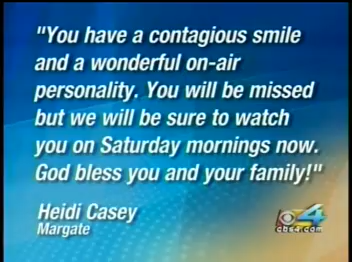 "You have a contagious smile
and a wonderful on-air
personality. You will be missed
but we will be sure to watch
you on Saturday mornings now.
God bless you and your family!"
Heidi Casey
Margate
4
cbs4.com